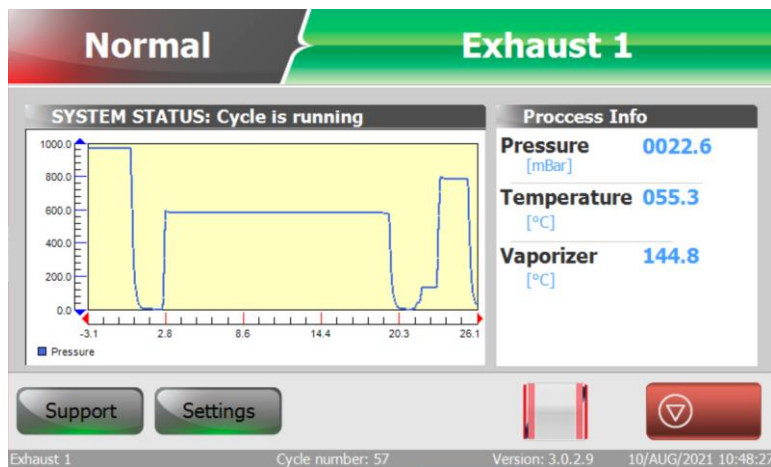 Normal
Exhaust 1
SYSTEM STATUS: Cycle is running
1000.0
800.0
600.0
400.0
200.0
0.0
-3.1 2.8 8.6 14.4 20.3 26.1
Pressure
Proccess Info
Pressure 0022.6
[mBar]
Temperature 055.3
[°C]
Vaporizer 144.8
[°C]
Support Settings
Exhaust 1 Cycle number: 57 Version: 3.0.2.9 10/AUG/2021 10:48:27